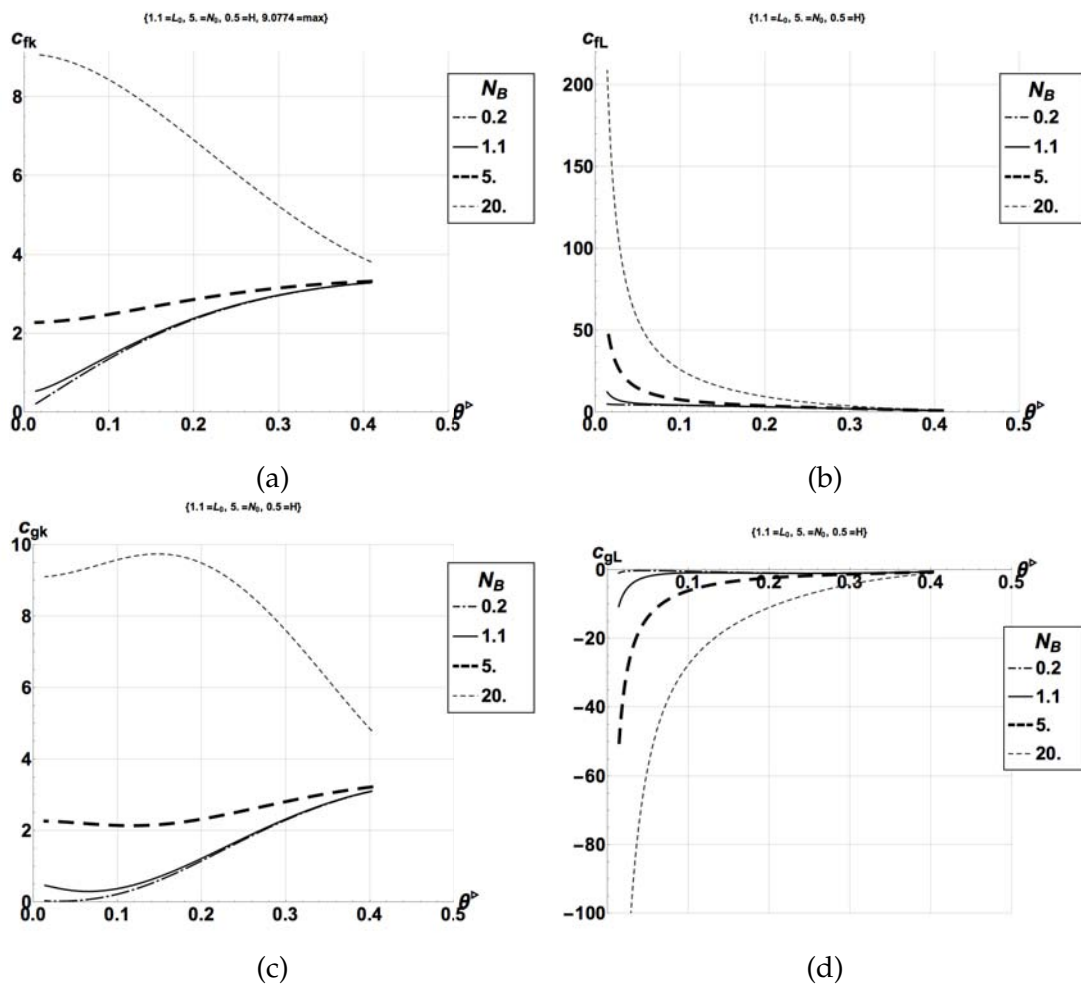 {1.1=L₀, 5.=N₀, 0.5=H, 9.0774=max}
c_fk
8
6
4
2
0
0.0 0.1 0.2 0.3 0.4 0.5
θ▹
N_B
0.2
1.1
5.
20.
(a)
{1.1=L₀, 5.=N₀, 0.5=H}
c_fL
200
150
100
50
0
0.0 0.1 0.2 0.3 0.4 0.5
θ▹
N_B
0.2
1.1
5.
20.
(b)
{1.1=L₀, 5.=N₀, 0.5=H}
c_gk
10
8
6
4
2
0
0.0 0.1 0.2 0.3 0.4 0.5
θ▹
N_B
0.2
1.1
5.
20.
(c)
{1.1=L₀, 5.=N₀, 0.5=H}
c_gL
0
0.1 0.2 0.3 0.4 0.5
θ▹
−20
−40
−60
−80
−100
N_B
0.2
1.1
5.
20.
(d)